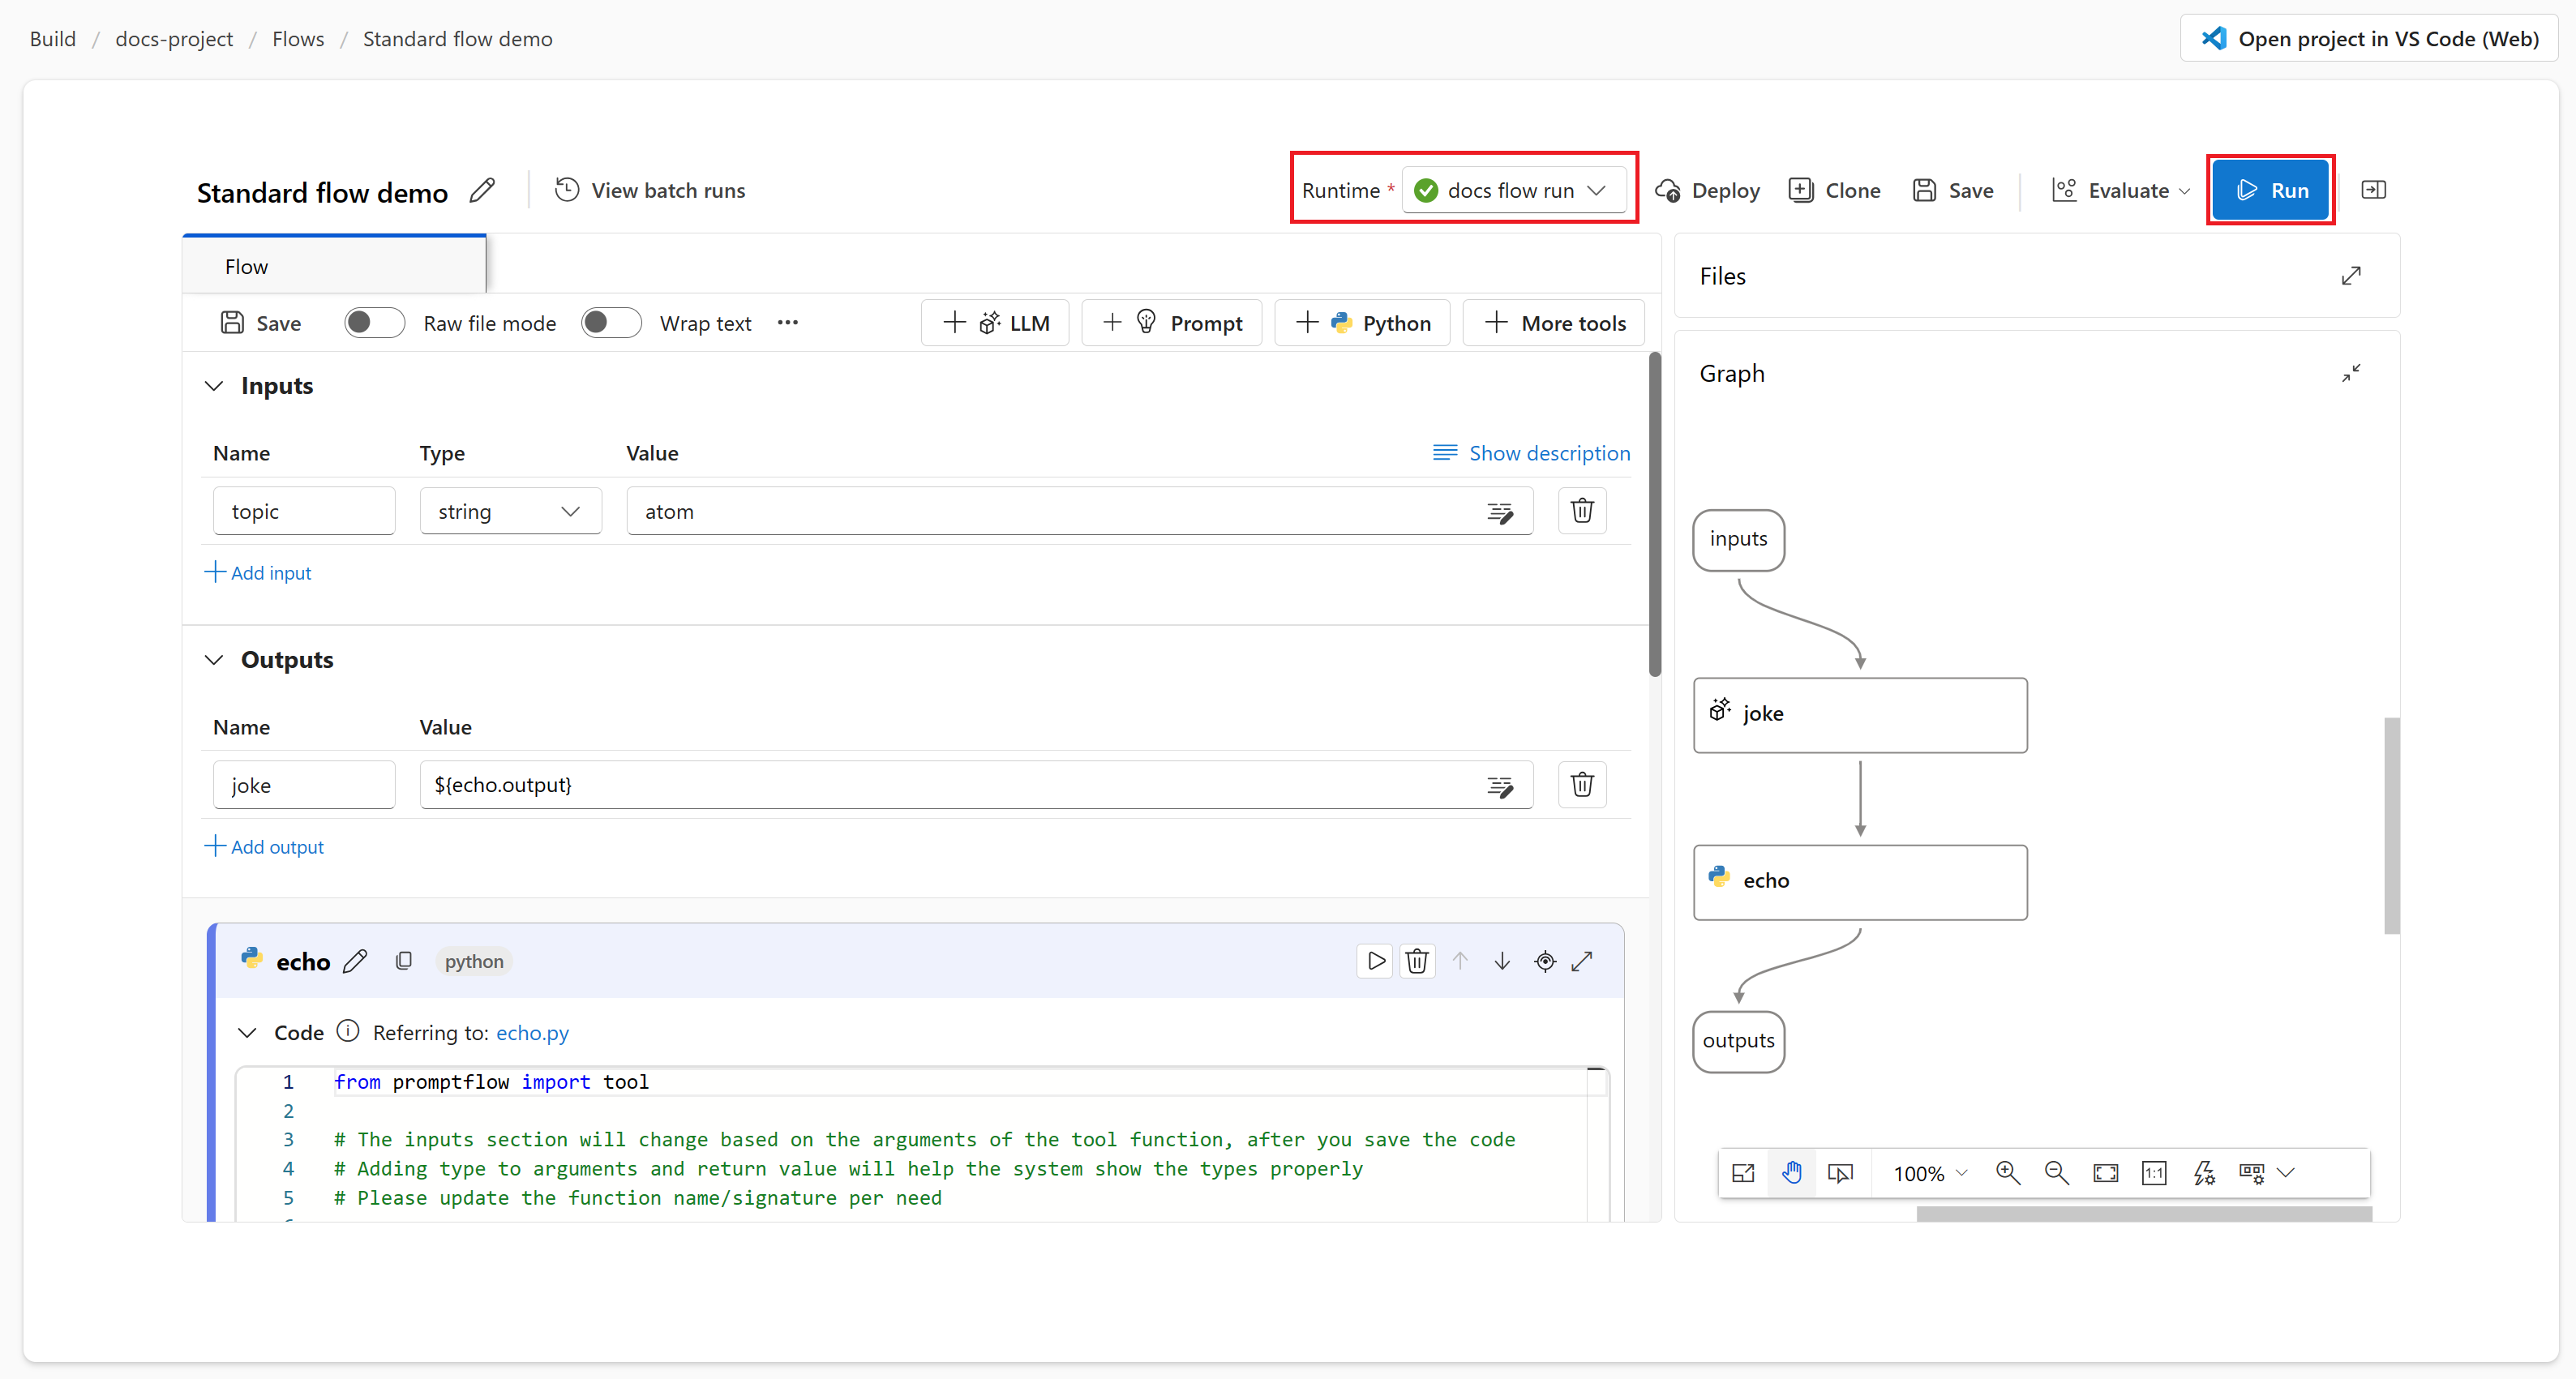 Build / docs-project / Flows / Standard flow demo
Open project in VS Code (Web)
Standard flow demo
View batch runs
Runtime * docs flow run
Deploy
Clone
Save
Evaluate
Run
Flow
Save
Raw file mode
Wrap text
LLM
Prompt
Python
More tools
Inputs
Name Type Value Show description
topic string atom
Add input
Outputs
Name Value
joke ${echo.output}
Add output
echo python
Code Referring to: echo.py
1 from promptflow import tool
2
3 # The inputs section will change based on the arguments of the tool function, after you save the code
4 # Adding type to arguments and return value will help the system show the types properly
5 # Please update the function name/signature per need
Files
Graph
inputs
joke
echo
outputs
100% 1:1